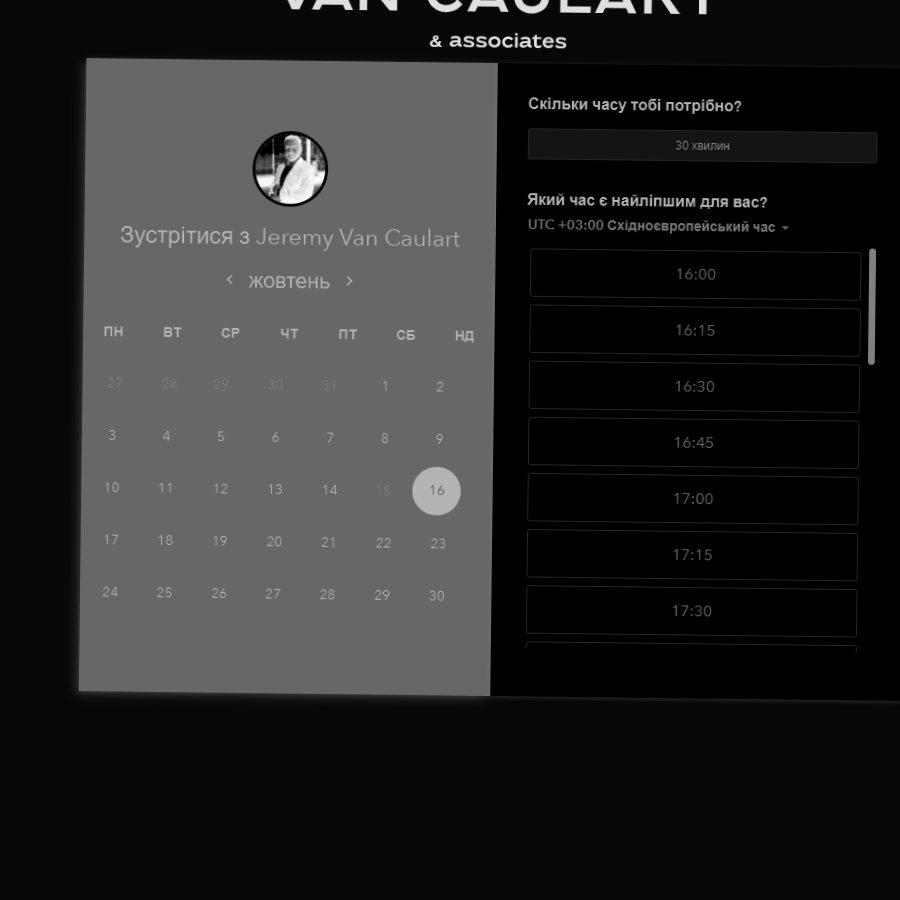 VAN CAULART
& associates
Зустрітися з Jeremy Van Caulart
жовтень
ПН ВТ СР ЧТ ПТ СБ НД
27 28 29 30 31 1 2
3 4 5 6 7 8 9
10 11 12 13 14 15 16
17 18 19 20 21 22 23
24 25 26 27 28 29 30
Скільки часу тобі потрібно?
30 хвилин
Який час є найліпшим для вас?
UTC +03:00 Східноєвропейський час
16:00
16:15
16:30
16:45
17:00
17:15
17:30